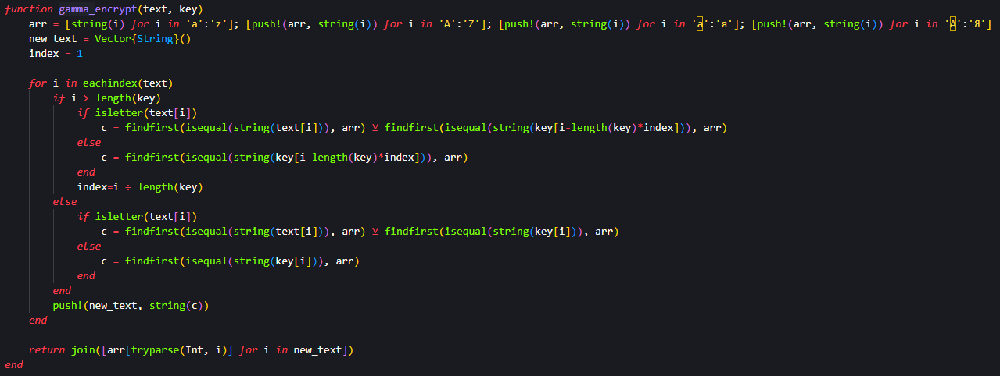 function gamma_encrypt(text, key)
    arr = [string(i) for i in 'a':'z']; [push!(arr, string(i)) for i in 'A':'Z']; [push!(arr, string(i)) for i in 'а':'я']; [push!(arr, string(i)) for i in 'А':'Я']
    new_text = Vector{String}()
    index = 1
    for i in eachindex(text)
        if i > length(key)
            if isletter(text[i])
                c = findfirst(isequal(string(text[i])), arr) ⊻ findfirst(isequal(string(key[i-length(key)*index])), arr)
            else
                c = findfirst(isequal(string(key[i-length(key)*index])), arr)
            end
            index=i ÷ length(key)
        else
            if isletter(text[i])
                c = findfirst(isequal(string(text[i])), arr) ⊻ findfirst(isequal(string(key[i])), arr)
            else
                c = findfirst(isequal(string(key[i])), arr)
            end
        end
        push!(new_text, string(c))
    end
    return join([arr[tryparse(Int, i)] for i in new_text])
end